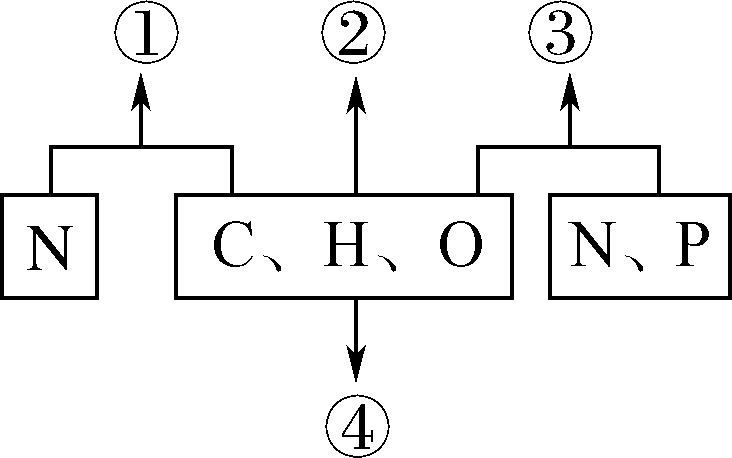 ① ② ③
N C、H、O N、P
④